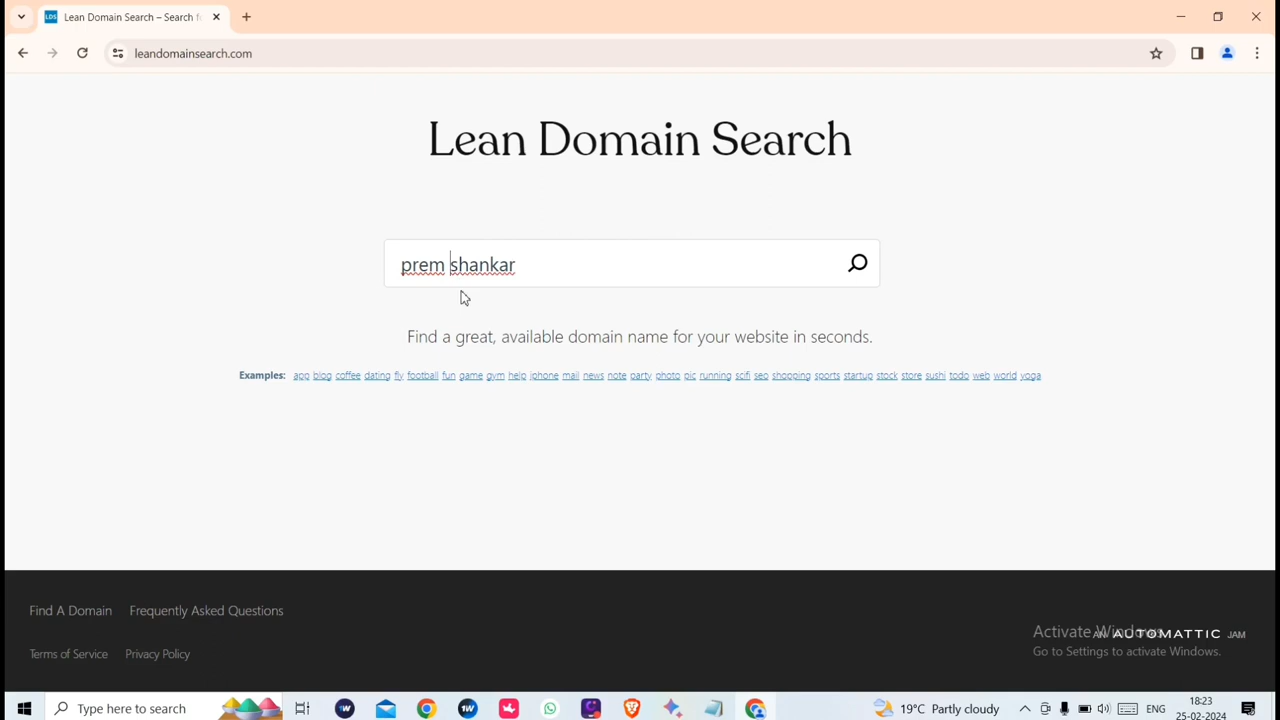 LDS Lean Domain Search – Search f
leandomainsearch.com
Lean Domain Search
prem shankar
Find a great, available domain name for your website in seconds.
Examples: app blog coffee dating fly football fun game gym help iphone mail news note party photo pic running scifi seo shopping sports startup stock store sushi todo web world yoga
Find A Domain Frequently Asked Questions
Activate Windows
AN AUTOMATTIC JAM
Go to Settings to activate Windows.
Terms of Service Privacy Policy
Type here to search
19°C Partly cloudy
ENG
18:23
25-02-2024